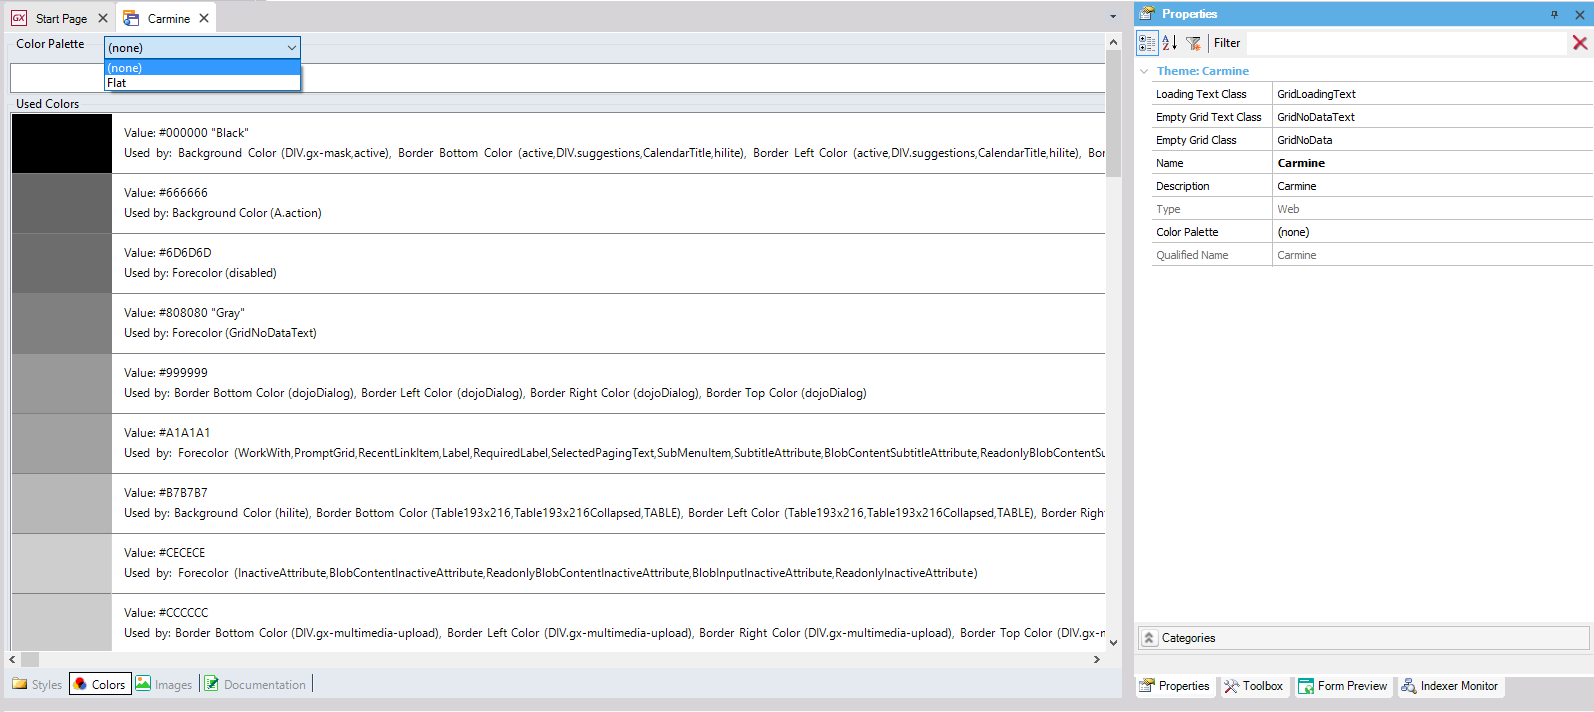 GX Start Page Carmine
Color Palette (none)
(none)
Flat
Used Colors
Value: #000000 "Black"
Used by: Background Color (DIV.gx-mask,active), Border Bottom Color (active,DIV.suggestions,CalendarTitle,hilite), Border Left Color (active,DIV.suggestions,CalendarTitle,hilite), Bor
Value: #666666
Used by: Background Color (A.action)
Value: #6D6D6D
Used by: Forecolor (disabled)
Value: #808080 "Gray"
Used by: Forecolor (GridNoDataText)
Value: #999999
Used by: Border Bottom Color (dojoDialog), Border Left Color (dojoDialog), Border Right Color (dojoDialog), Border Top Color (dojoDialog)
Value: #A1A1A1
Used by: Forecolor (WorkWith,PromptGrid,RecentLinkItem,Label,RequiredLabel,SelectedPagingText,SubMenuItem,SubtitleAttribute,BlobContentSubtitleAttribute,ReadonlyBlobContentSu
Value: #B7B7B7
Used by: Background Color (hilite), Border Bottom Color (Table193x216,Table193x216Collapsed,TABLE), Border Left Color (Table193x216,Table193x216Collapsed,TABLE), Border Right
Value: #CECECE
Used by: Forecolor (InactiveAttribute,BlobContentInactiveAttribute,ReadonlyBlobContentInactiveAttribute,BlobInputInactiveAttribute,ReadonlyInactiveAttribute)
Value: #CCCCCC
Used by: Border Bottom Color (DIV.gx-multimedia-upload), Border Left Color (DIV.gx-multimedia-upload), Border Right Color (DIV.gx-multimedia-upload), Border Top Color (DIV.gx-m
Styles Colors Images Documentation
Properties
Filter
Theme: Carmine
Loading Text Class GridLoadingText
Empty Grid Text Class GridNoDataText
Empty Grid Class GridNoData
Name Carmine
Description Carmine
Type Web
Color Palette (none)
Qualified Name Carmine
Categories
Properties Toolbox Form Preview Indexer Monitor